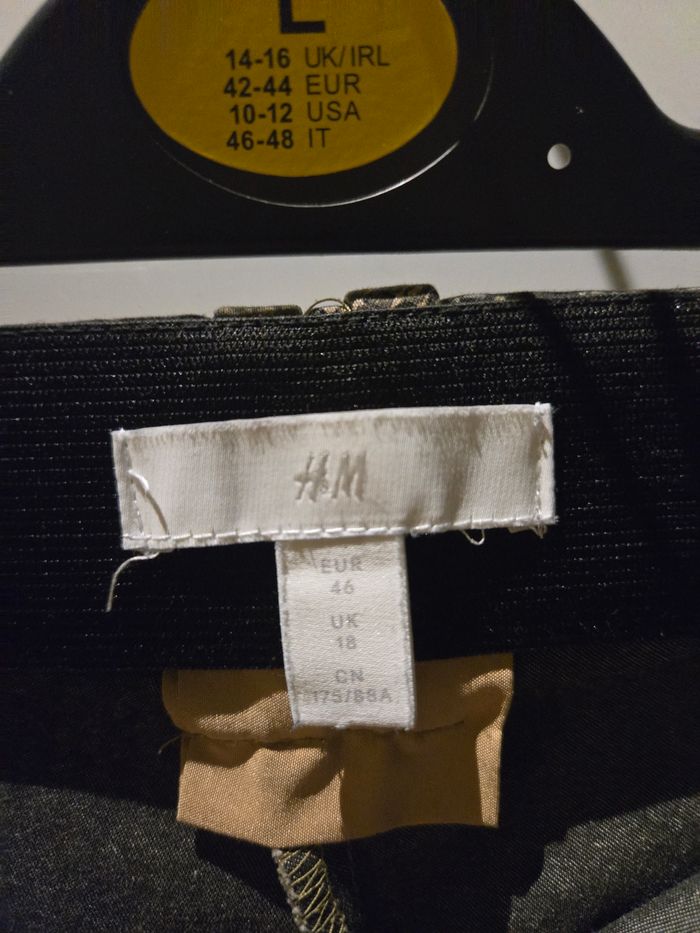 L
14-16 UK/IRL
42-44 EUR
10-12 USA
46-48 IT
H&M
EUR
46
UK
18
CN
175/88A